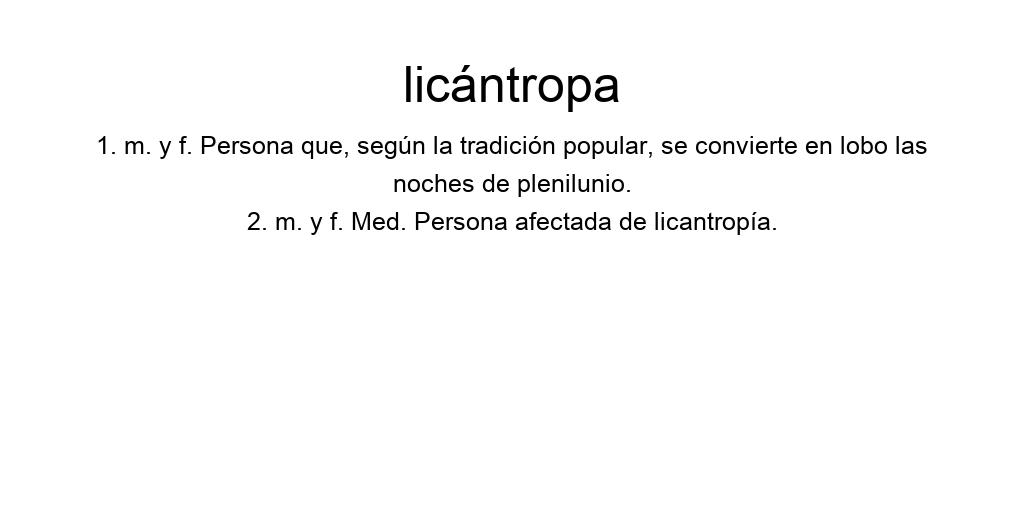 licántropa
1. m. y f. Persona que, según la tradición popular, se convierte en lobo las
noches de plenilunio.
2. m. y f. Med. Persona afectada de licantropía.